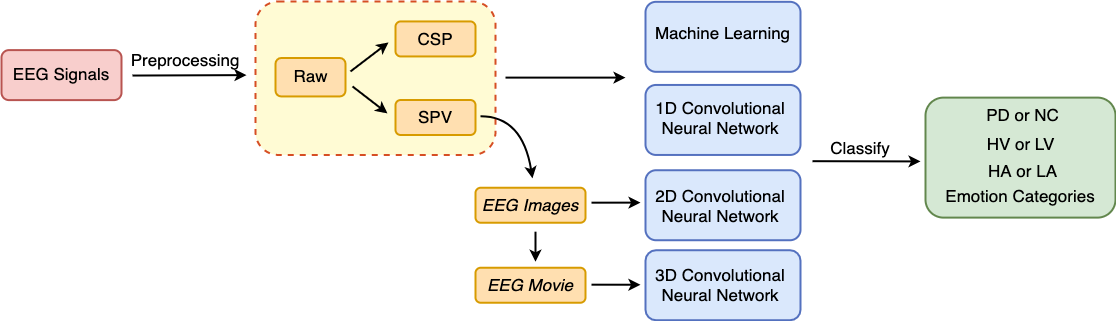 EEG Signals
Preprocessing
Raw
CSP
SPV
EEG Images
EEG Movie
Machine Learning
1D Convolutional
Neural Network
2D Convolutional
Neural Network
3D Convolutional
Neural Network
Classify
PD or NC
HV or LV
HA or LA
Emotion Categories